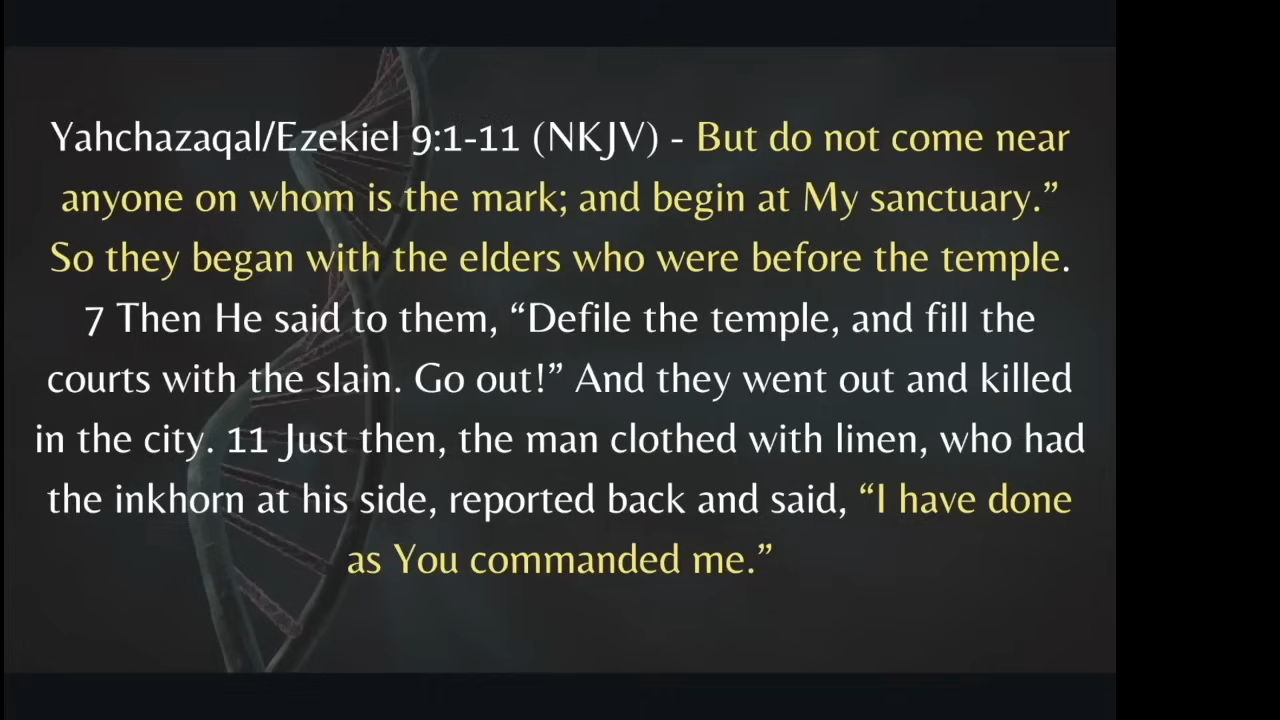 Yahchazaqal/Ezekiel 9:1-11 (NKJV) - But do not come near
anyone on whom is the mark; and begin at My sanctuary.”
So they began with the elders who were before the temple.
7 Then He said to them, “Defile the temple, and fill the
courts with the slain. Go out!” And they went out and killed
in the city. 11 Just then, the man clothed with linen, who had
the inkhorn at his side, reported back and said, “I have done
as You commanded me.”